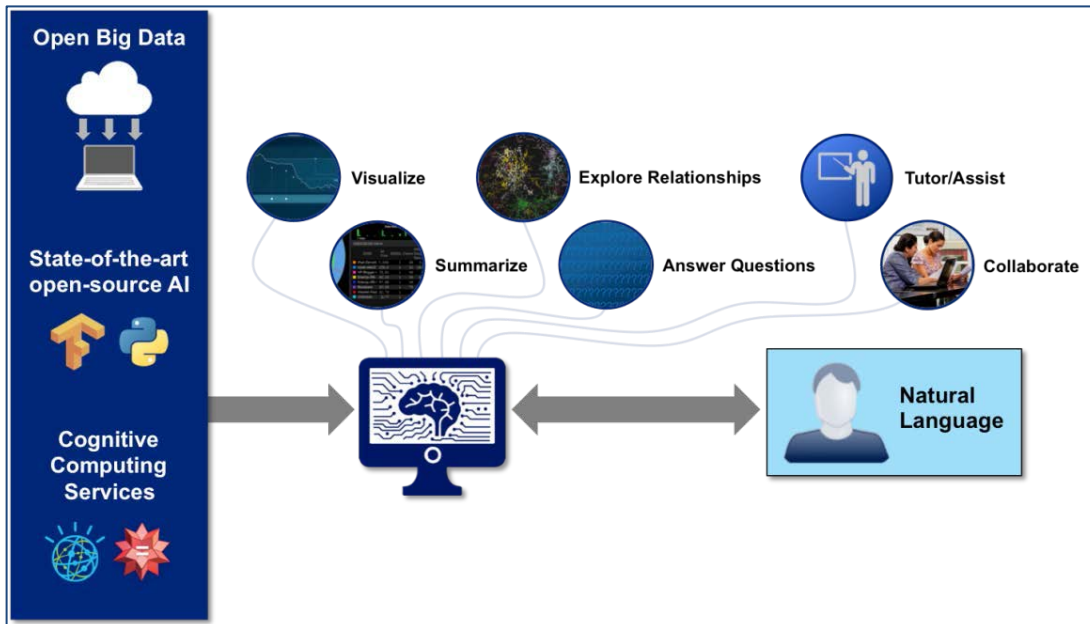 Open Big Data
State-of-the-art
open-source AI
Cognitive
Computing
Services
Visualize
Explore Relationships
Tutor/Assist
Summarize
Answer Questions
Collaborate
Natural
Language